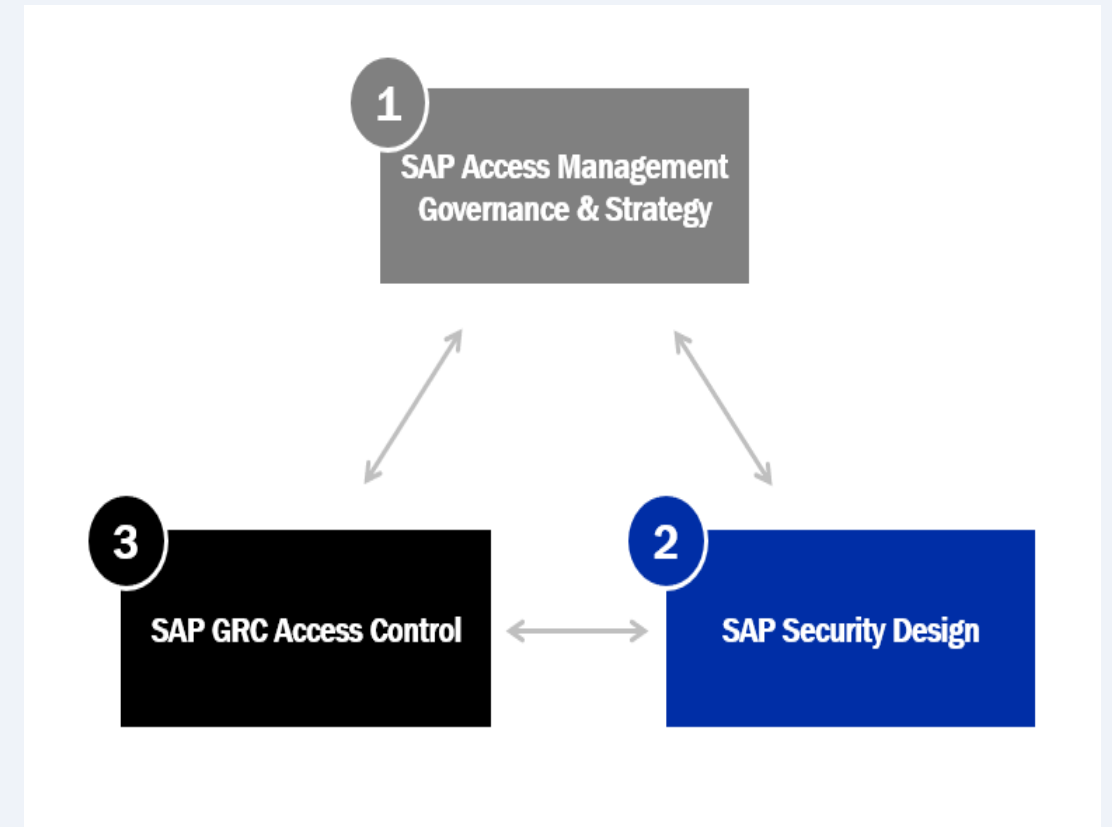 1
SAP Access Management
Governance & Strategy
3
SAP GRC Access Control
2
SAP Security Design